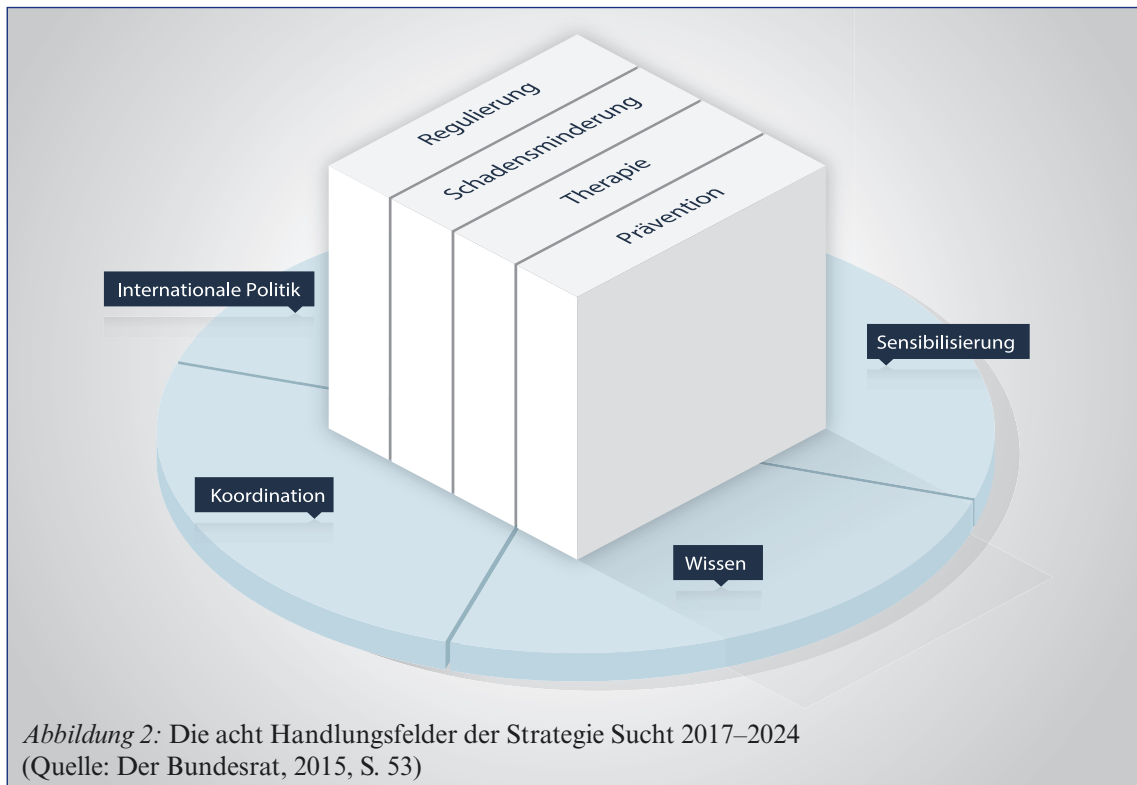 Regulierung
Schadensminderung
Therapie
Prävention
Internationale Politik
Sensibilisierung
Koordination
Wissen
Abbildung 2: Die acht Handlungsfelder der Strategie Sucht 2017–2024
(Quelle: Der Bundesrat, 2015, S. 53)